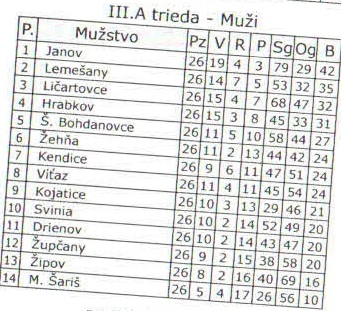 III.A trieda - Muži
P. Mužstvo Pz V R P Sg Og B
1 Janov 26 19 4 3 79 29 42
2 Lemešany 26 14 7 5 53 32 35
3 Ličartovce 26 15 4 7 68 47 32
4 Hrabkov 26 15 3 8 45 33 31
5 Š. Bohdanovce 26 11 5 10 58 44 27
6 Žehňa 26 11 2 13 44 42 24
7 Kendice 26 9 6 11 47 51 24
8 Víťaz 26 11 4 11 45 54 24
9 Kojatice 26 10 3 13 29 46 21
10 Svinia 26 10 2 14 52 49 20
11 Drienov 26 10 2 14 43 47 20
12 Župčany 26 9 2 15 38 58 20
13 Žipov 26 8 2 16 40 69 16
14 M. Šariš 26 5 4 17 26 56 10